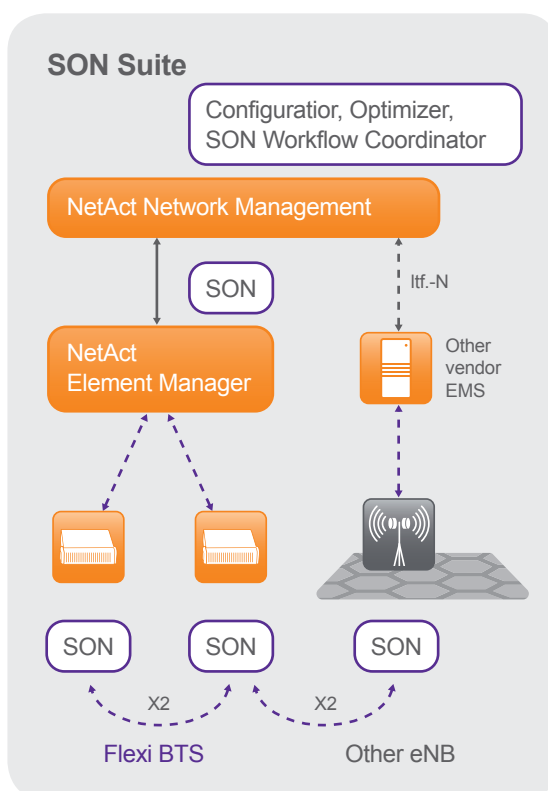 SON Suite
Configuratior, Optimizer,
SON Workflow Coordinator
NetAct Network Management
SON
Itf.-N
NetAct
Element Manager
Other
vendor
EMS
SON
SON
SON
X2
X2
Flexi BTS
Other eNB